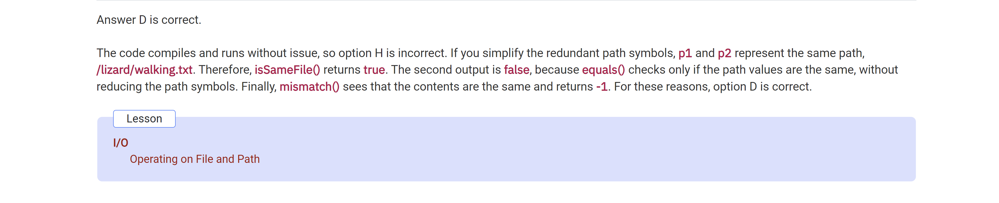 Answer D is correct.
The code compiles and runs without issue, so option H is incorrect. If you simplify the redundant path symbols, p1 and p2 represent the same path,
/lizard/walking.txt. Therefore, isSameFile() returns true. The second output is false, because equals() checks only if the path values are the same, without
reducing the path symbols. Finally, mismatch() sees that the contents are the same and returns -1. For these reasons, option D is correct.
Lesson
I/O
Operating on File and Path